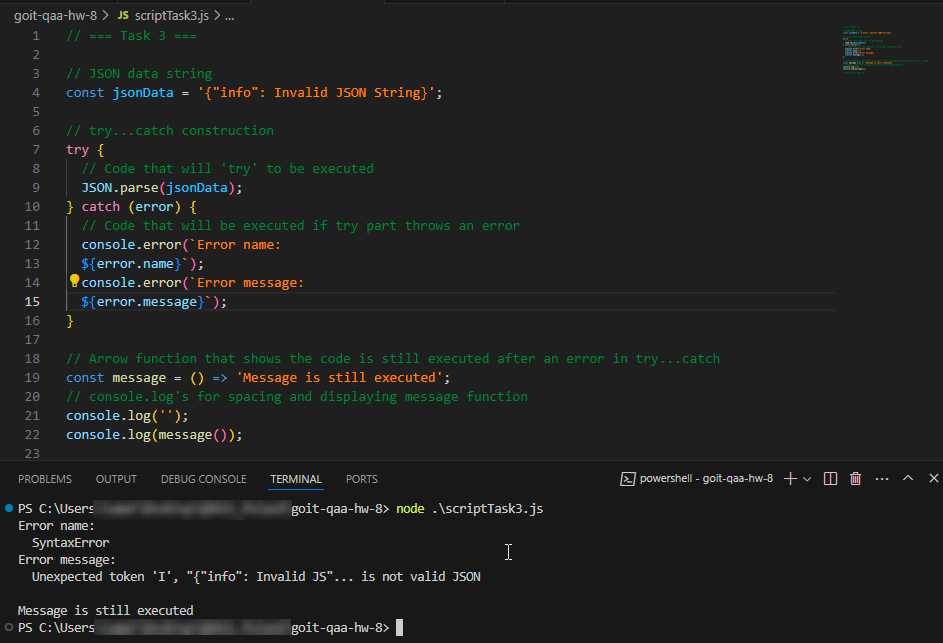 goit-qaa-hw-8 > JS scriptTask3.js > ...
1 // === Task 3 ===
2
3 // JSON data string
4 const jsonData = '{"info": Invalid JSON String}';
5
6 // try...catch construction
7 try {
8 // Code that will 'try' to be executed
9 JSON.parse(jsonData);
10 } catch (error) {
11 // Code that will be executed if try part throws an error
12 console.error(`Error name:
13 ${error.name}`);
14 console.error(`Error message:
15 ${error.message}`);
16 }
17
18 // Arrow function that shows the code is still executed after an error in try...catch
19 const message = () => 'Message is still executed';
20 // console.log's for spacing and displaying message function
21 console.log('');
22 console.log(message());
23
PROBLEMS OUTPUT DEBUG CONSOLE TERMINAL PORTS powershell - goit-qaa-hw-8
PS C:\Users goit-qaa-hw-8> node .\scriptTask3.js
Error name:
SyntaxError
Error message:
Unexpected token 'I', "{"info": Invalid JS"... is not valid JSON
Message is still executed
PS C:\Users goit-qaa-hw-8>